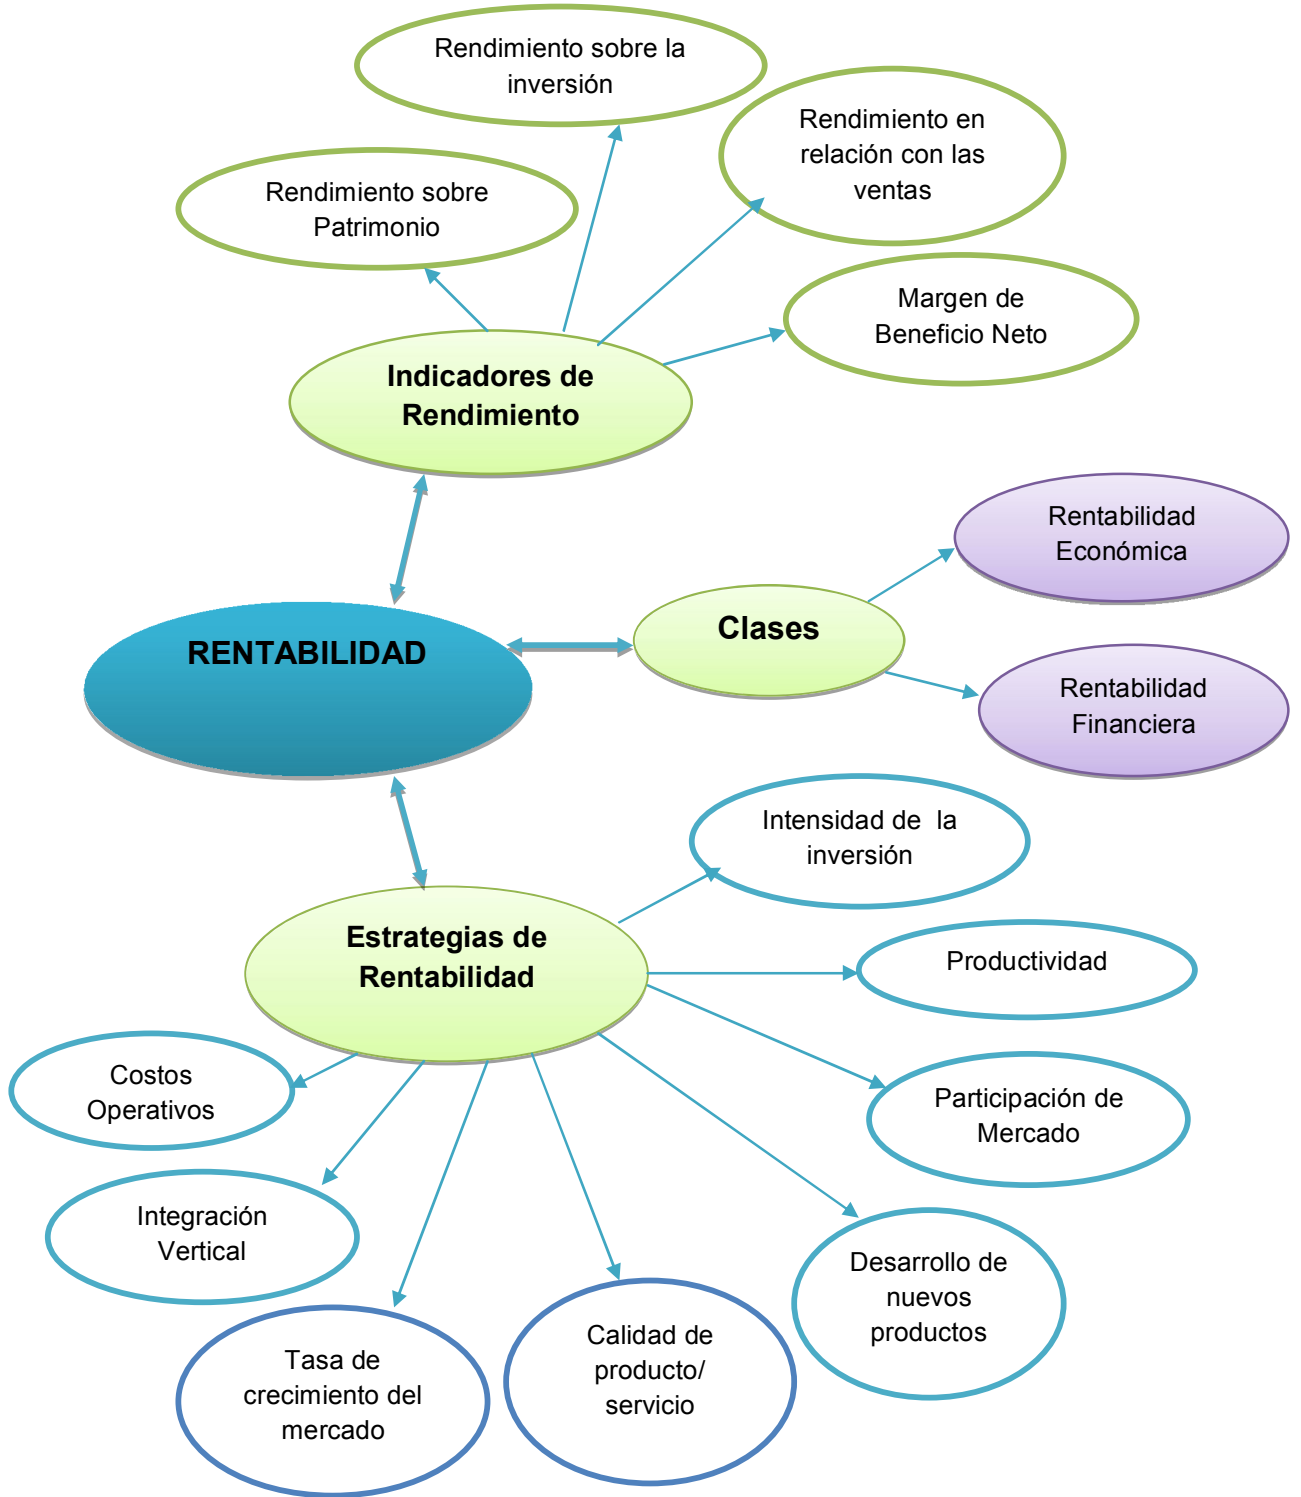 Rendimiento sobre la
inversión
Rendimiento en
relación con las
ventas
Rendimiento sobre
Patrimonio
Margen de
Beneficio Neto
Indicadores de
Rendimiento
Rentabilidad
Económica
Clases
RENTABILIDAD
Rentabilidad
Financiera
Intensidad de  la
inversión
Estrategias de
Rentabilidad
Productividad
Costos
Operativos
Participación de
Mercado
Integración
Vertical
Desarrollo de
nuevos
productos
Calidad de
producto/
servicio
Tasa de
crecimiento del
mercado